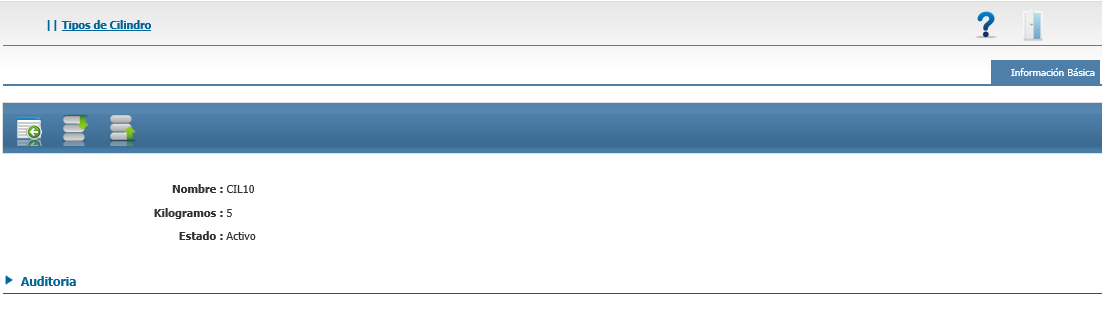 || Tipos de Cilindro
Información Básica
Nombre : CIL10
Kilogramos : 5
Estado : Activo
Auditoria